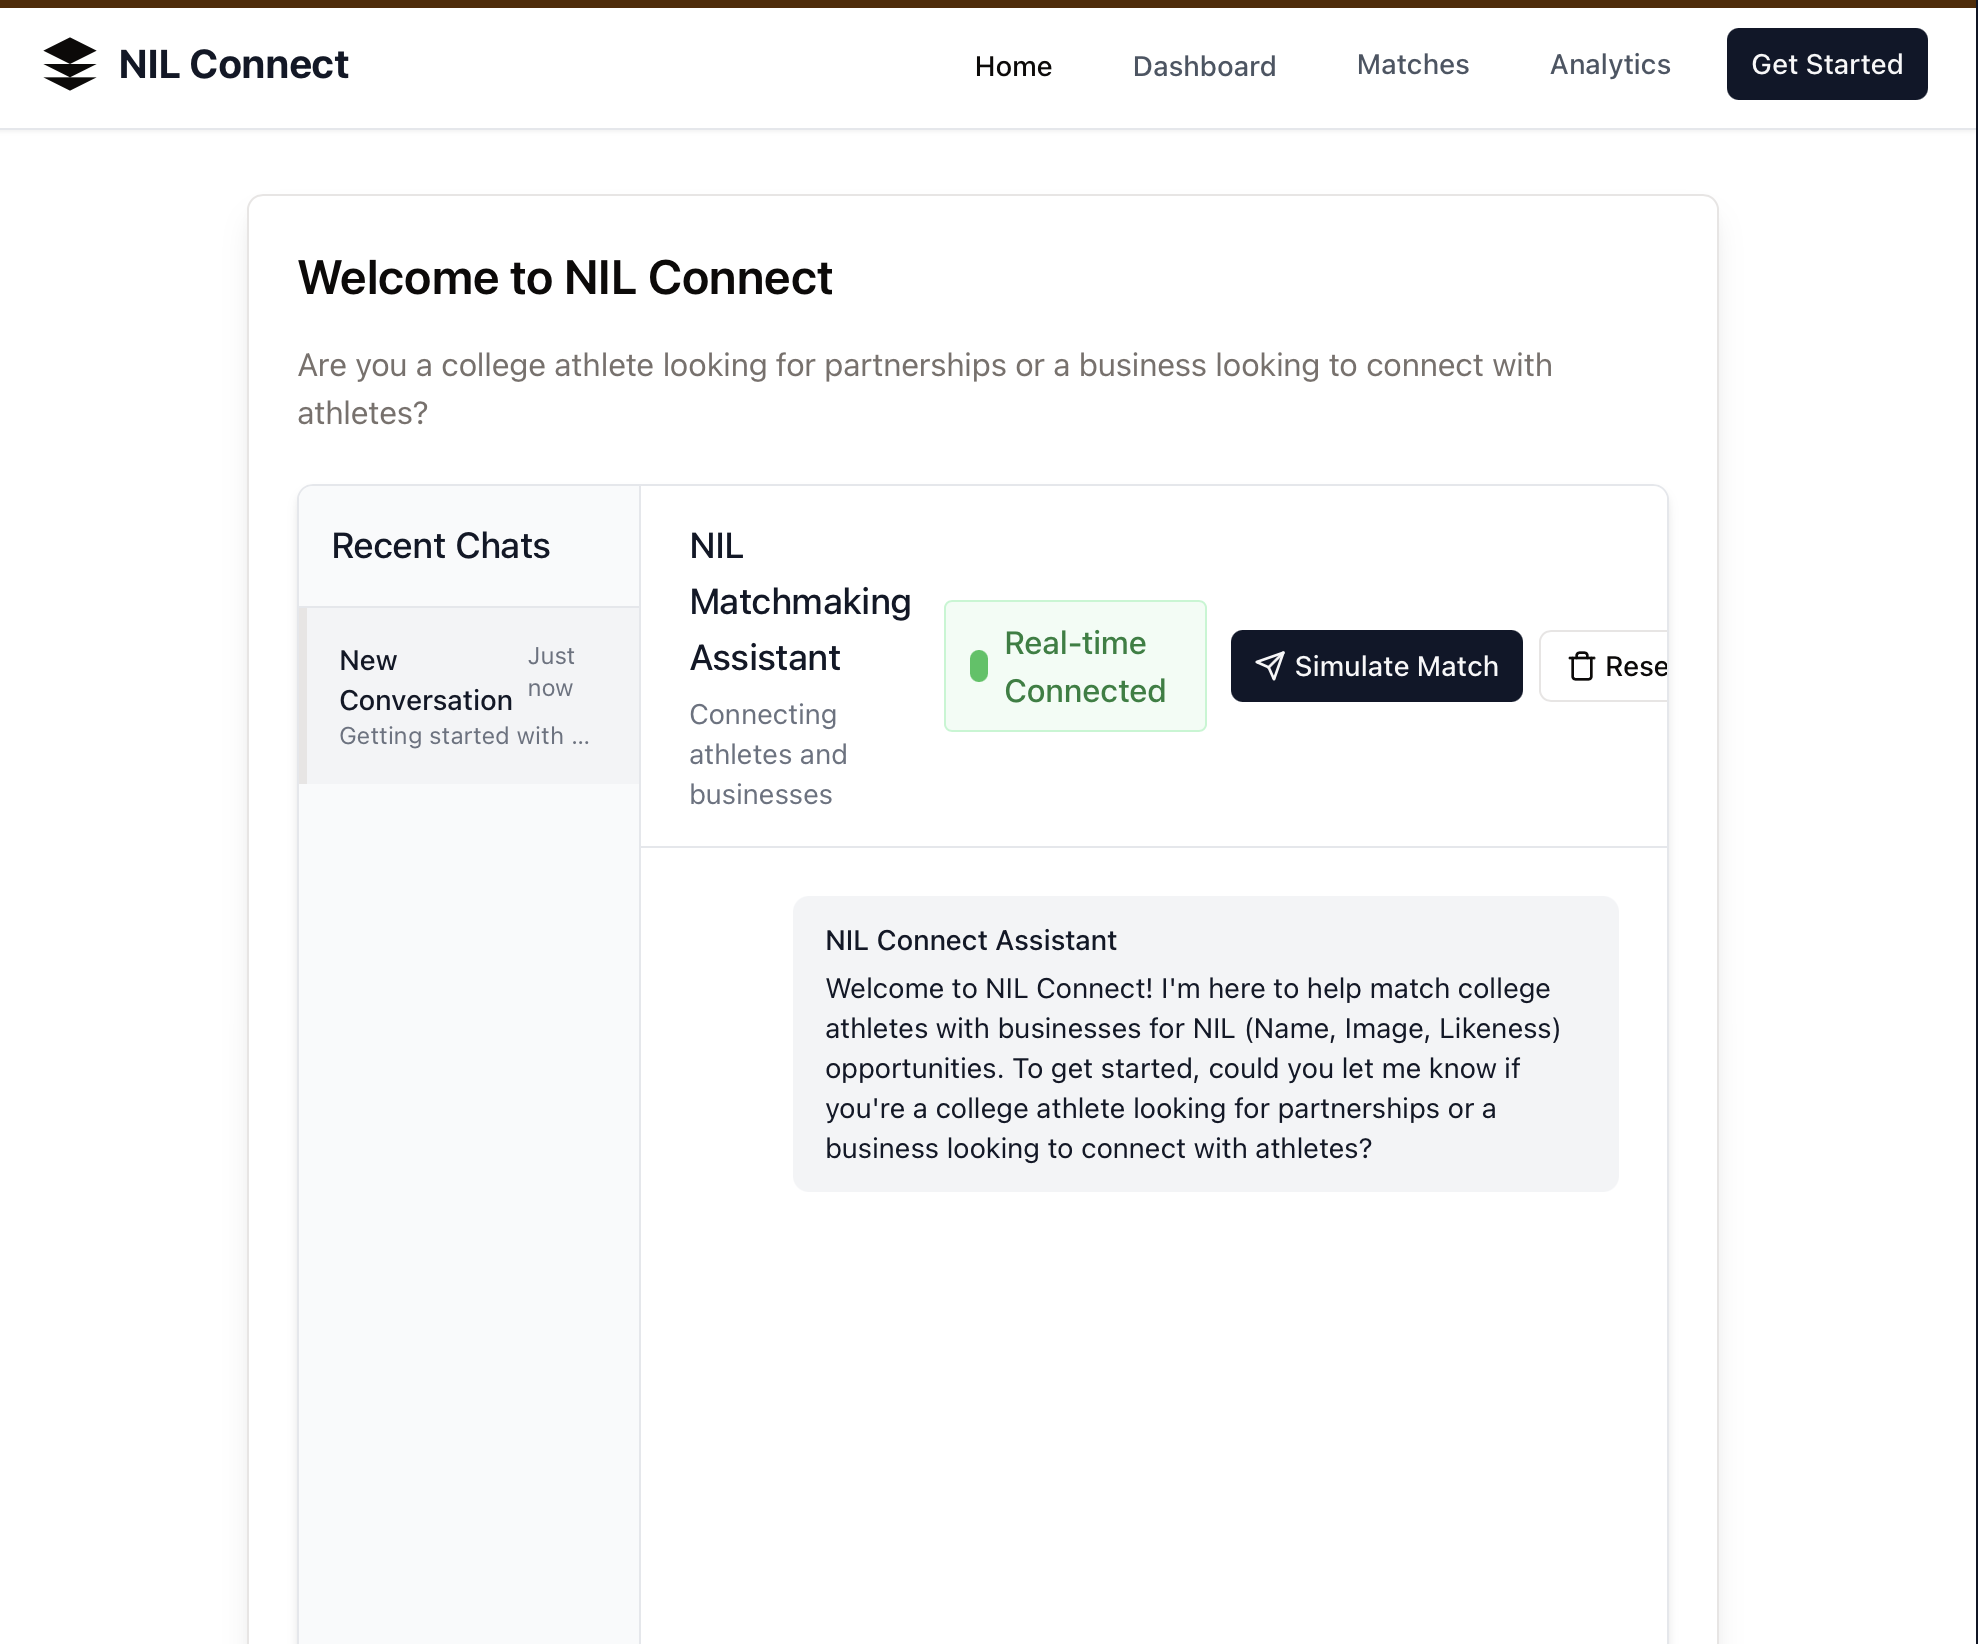 NIL Connect
Home
Dashboard
Matches
Analytics
Get Started
Welcome to NIL Connect
Are you a college athlete looking for partnerships or a business looking to connect with
athletes?
Recent Chats
New
Conversation
Just
now
Getting started with ...
NIL
Matchmaking
Assistant
Connecting
athletes and
businesses
Real-time
Connected
Simulate Match
Rese
NIL Connect Assistant
Welcome to NIL Connect! I'm here to help match college
athletes with businesses for NIL (Name, Image, Likeness)
opportunities. To get started, could you let me know if
you're a college athlete looking for partnerships or a
business looking to connect with athletes?